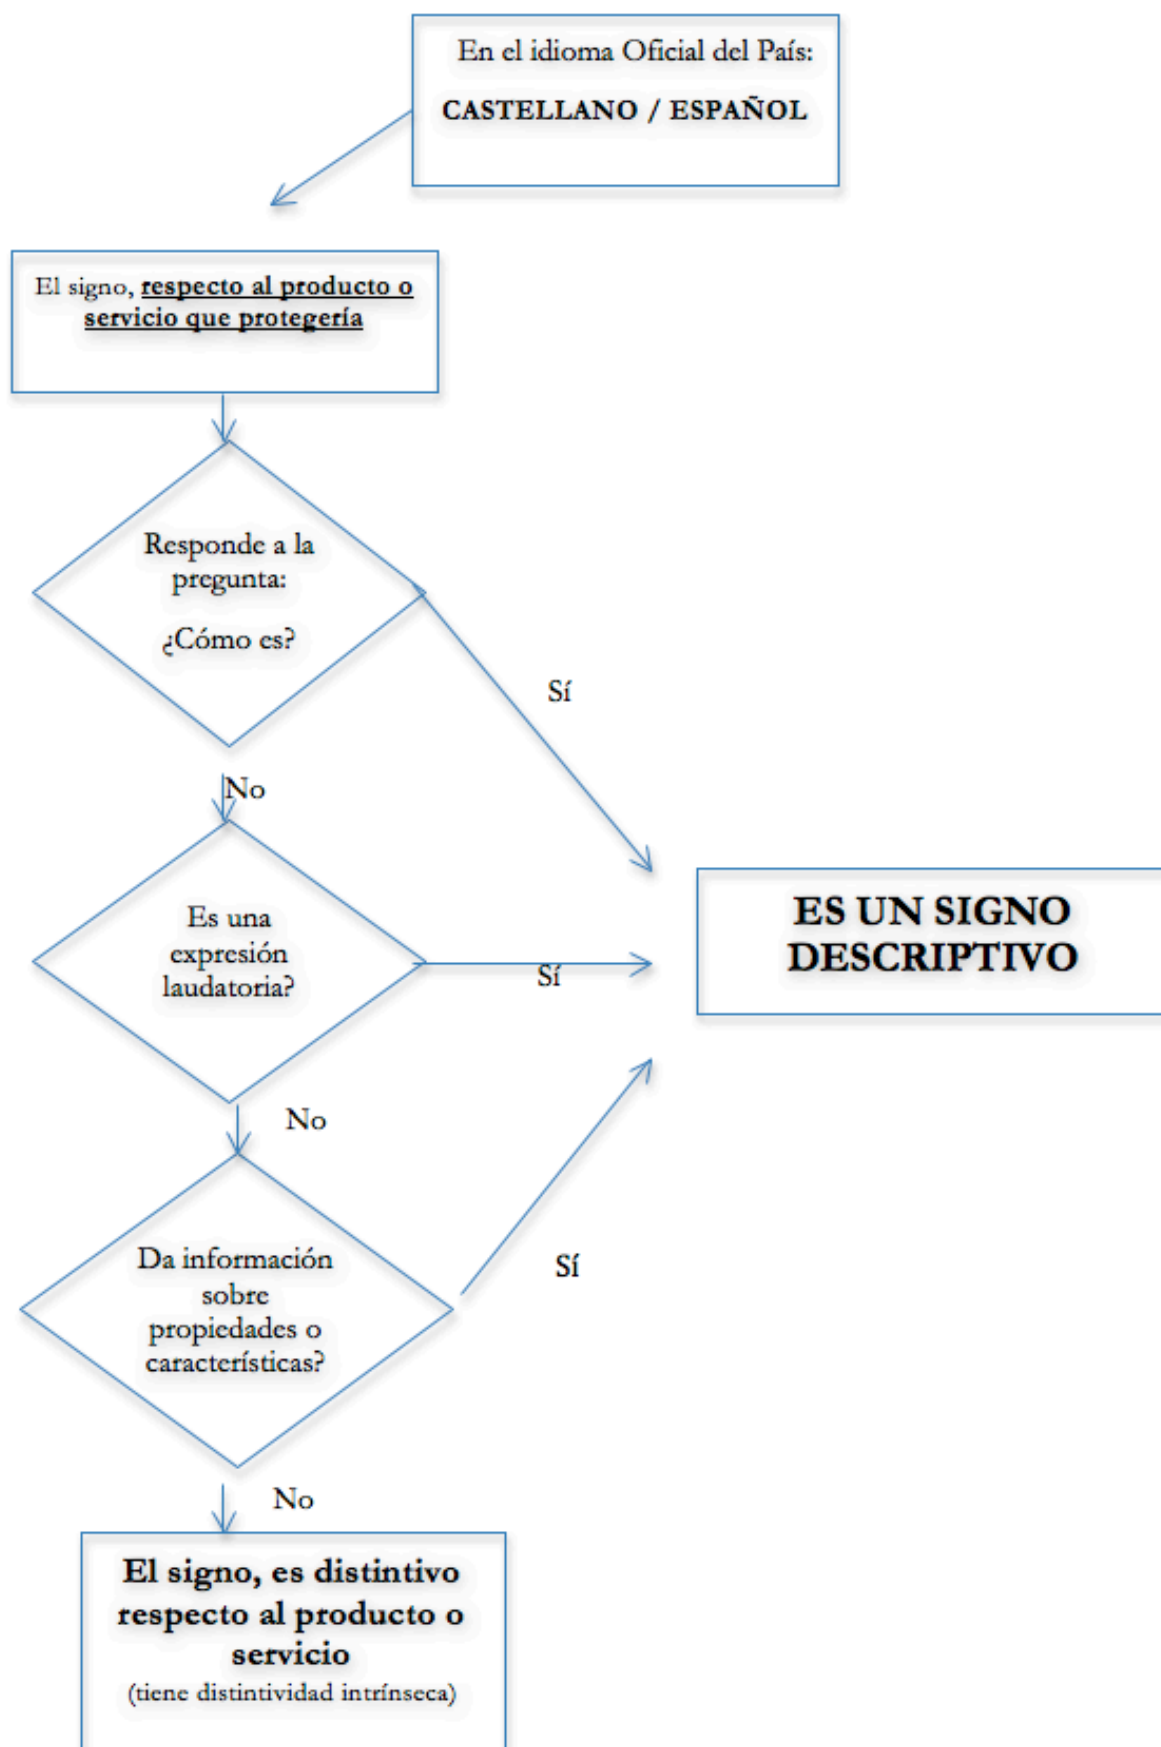 En el idioma Oficial del País:
CASTELLANO / ESPAÑOL
El signo, respecto al producto o
servicio que protegería
Responde a la
pregunta:
¿Cómo es?
Sí
No
Es una
expresión
laudatoria?
Sí
ES UN SIGNO
DESCRIPTIVO
No
Da información
sobre
propiedades o
características?
Sí
No
El signo, es distintivo
respecto al producto o
servicio
(tiene distintividad intrínseca)